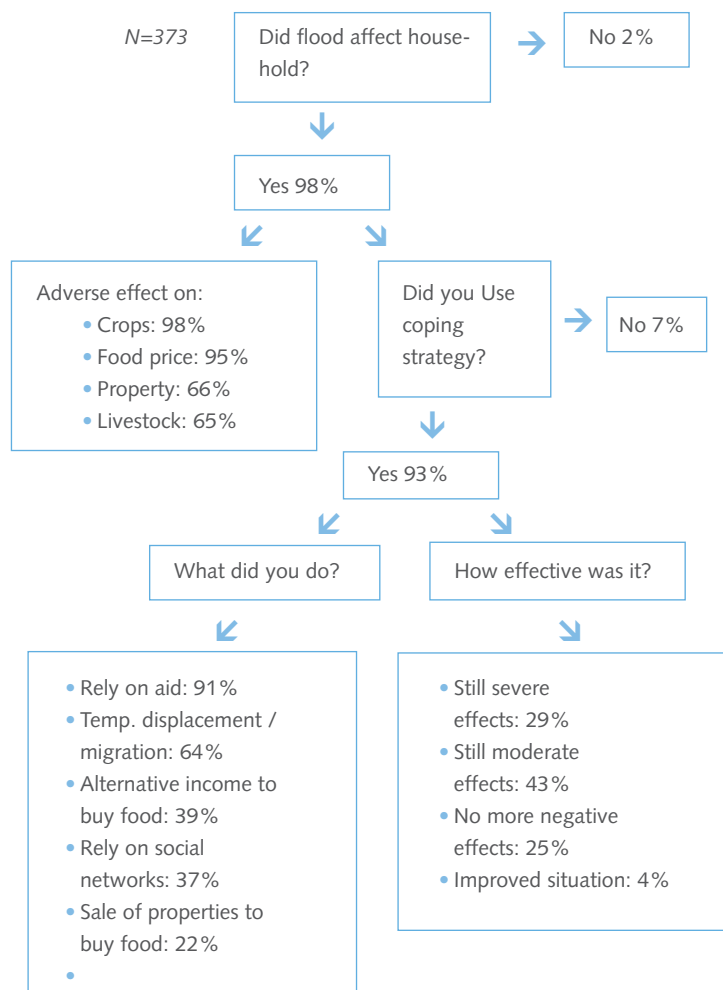 N=373
Did flood affect house-
hold?
No 2%
Yes 98%
Adverse effect on:
• Crops: 98%
• Food price: 95%
• Property: 66%
• Livestock: 65%
Did you Use
coping
strategy?
No 7%
Yes 93%
What did you do?
How effective was it?
• Rely on aid: 91%
• Temp. displacement /
migration: 64%
• Alternative income to
buy food: 39%
• Rely on social
networks: 37%
• Sale of properties to
buy food: 22%
•
• Still severe
effects: 29%
• Still moderate
effects: 43%
• No more negative
effects: 25%
• Improved situation: 4%